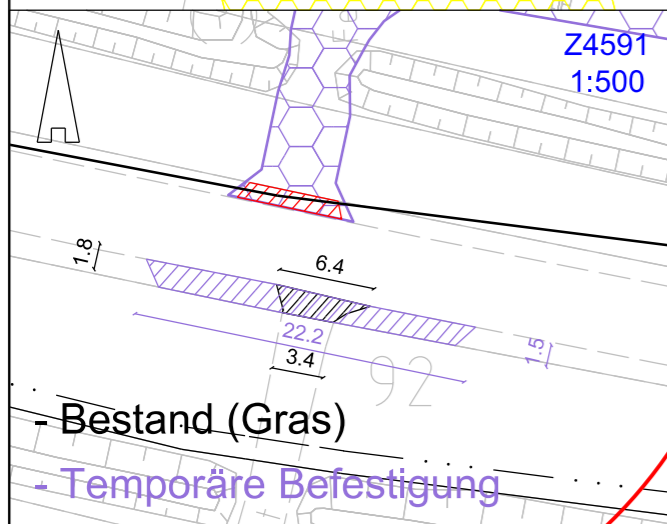 Z4591
1:500
1.8
6.4
22.2
3.4
1.5
92
- Bestand (Gras)
- Temporäre Befestigung